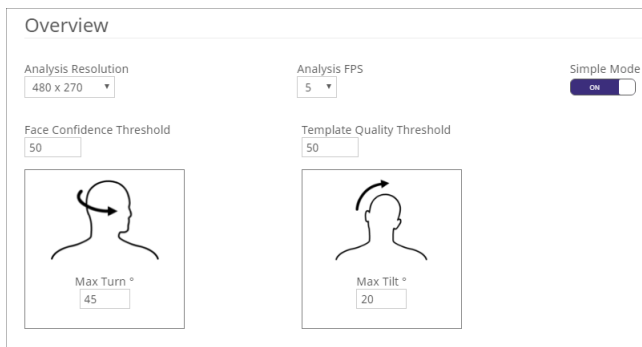 Overview
Analysis Resolution
Analysis FPS
Simple Mode
480 x 270
5
ON
Face Confidence Threshold
Template Quality Threshold
50
50
Max Turn °
Max Tilt °
45
20